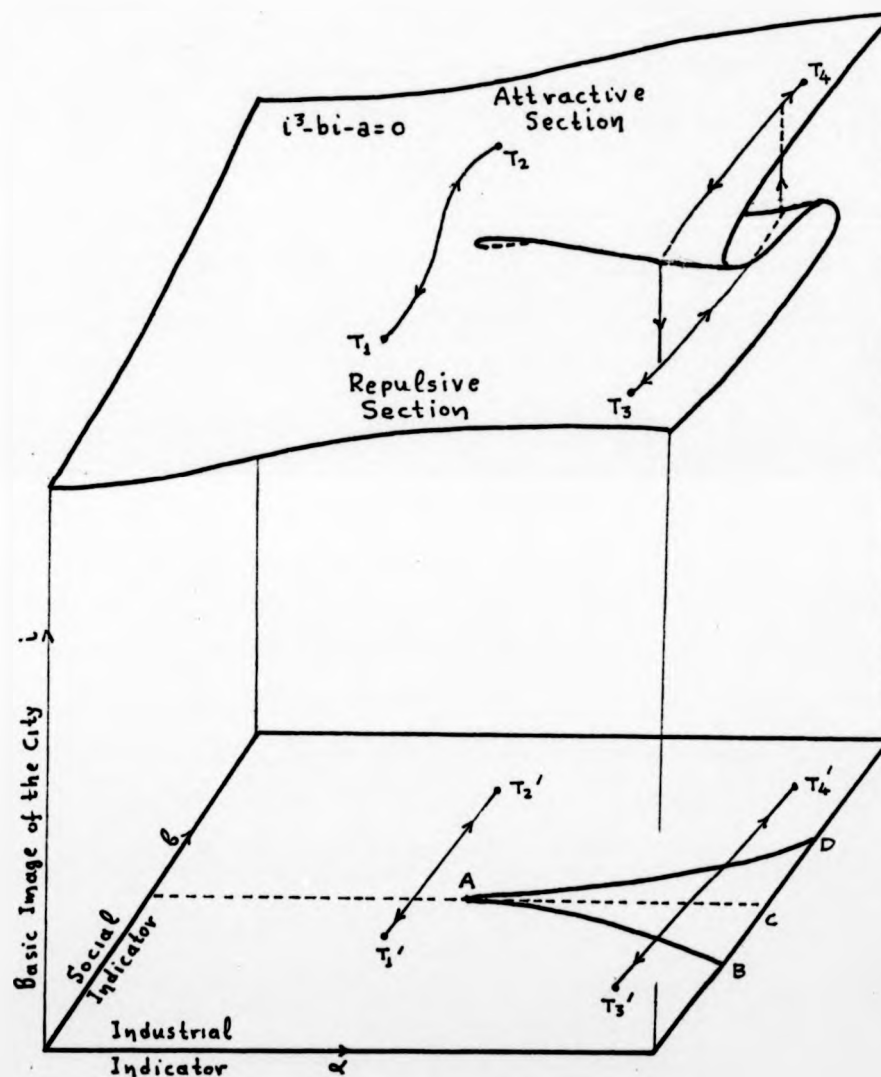 T4
Attractive
Section
i³-bi-a=0
T2
T1
Repulsive
Section
T3
Basic Image of the City i
T2'
T4'
b
D
A
C
Social
Indicator
T1'
B
T3'
Industrial
Indicator
a